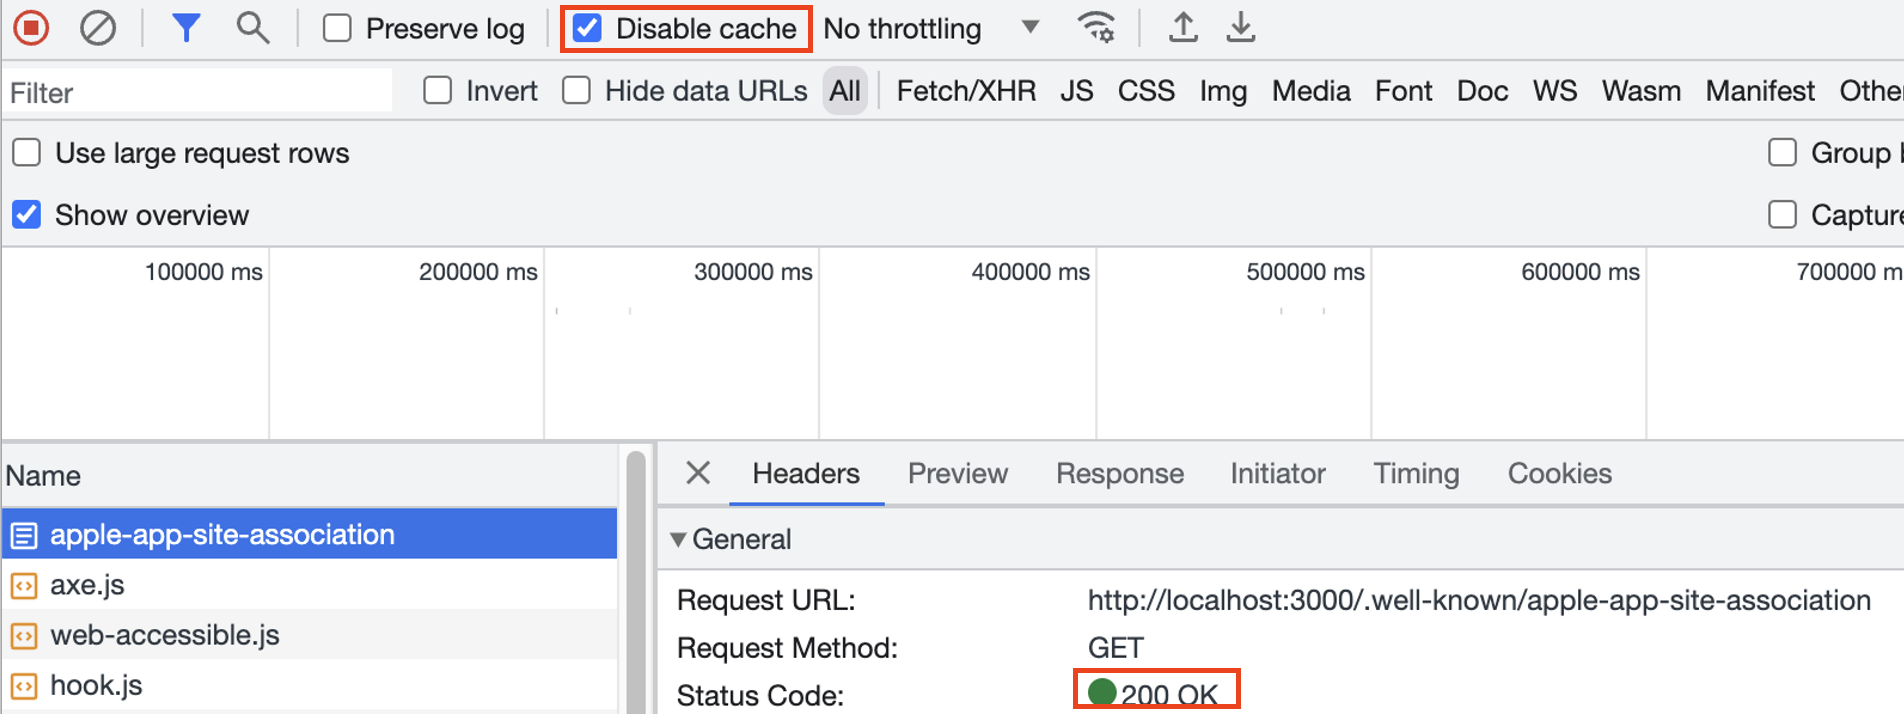 Preserve log Disable cache No throttling
Filter Invert Hide data URLs All Fetch/XHR JS CSS Img Media Font Doc WS Wasm Manifest Other
Use large request rows Group
Show overview Capture
100000 ms 200000 ms 300000 ms 400000 ms 500000 ms 600000 ms 700000 m
Name
apple-app-site-association
axe.js
web-accessible.js
hook.js
Headers Preview Response Initiator Timing Cookies
General
Request URL: http://localhost:3000/.well-known/apple-app-site-association
Request Method: GET
Status Code: 200 OK